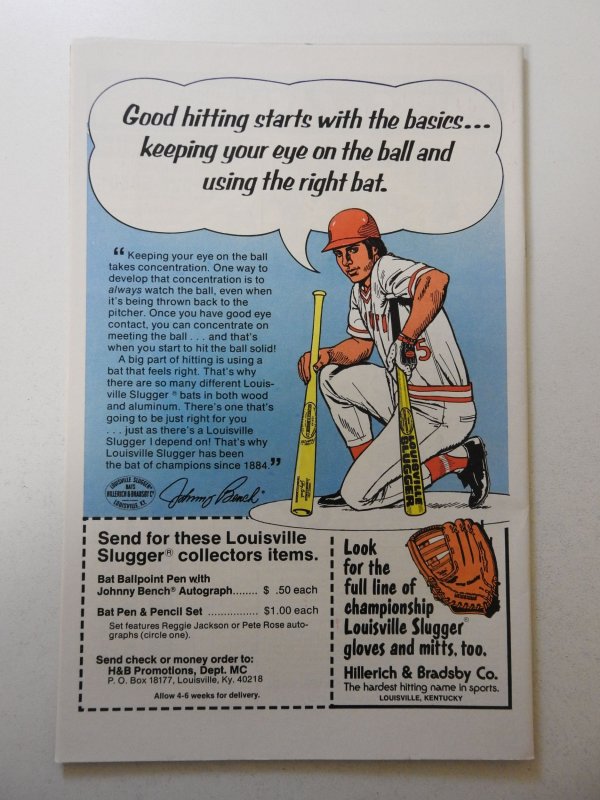 Good hitting starts with the basics...
keeping your eye on the ball and
using the right bat.
“ Keeping your eye on the ball
takes concentration. One way to
develop that concentration is to
always watch the ball, even when
it's being thrown back to the
pitcher. Once you have good eye
contact, you can concentrate on
meeting the ball . . . and that's
when you start to hit the ball solid!
A big part of hitting is using a
bat that feels right. That's why
there are so many different Louis-
ville Slugger ® bats in both wood
and aluminum. There's one that's
going to be just right for you
. . . just as there's a Louisville
Slugger I depend on! That's why
Louisville Slugger has been
the bat of champions since 1884.”
LOUISVILLE SLUGGER
BATS
HILLERICH & BRADSBY Co
LOUISVILLE, KY.
Johnny Bench
5
LOUISVILLE
SLUGGER
Send for these Louisville
Slugger® collectors items.
Bat Ballpoint Pen with
Johnny Bench® Autograph........ $ .50 each
Bat Pen & Pencil Set ................ $1.00 each
Set features Reggie Jackson or Pete Rose auto-
graphs (circle one).
Send check or money order to:
H&B Promotions, Dept. MC
P. O. Box 18177, Louisville, Ky. 40218
Allow 4-6 weeks for delivery.
Look
for the
full line of
championship
Louisville Slugger®
gloves and mitts, too.
Hillerich & Bradsby Co.
The hardest hitting name in sports.
LOUISVILLE, KENTUCKY